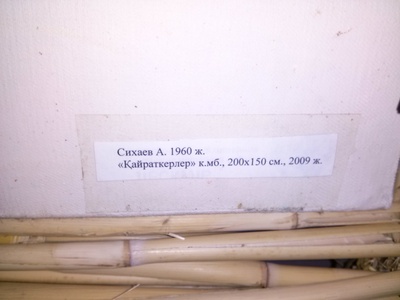 Сихаев А. 1960 ж.
«Қайраткерлер» к.мб., 200х150 см., 2009 ж.